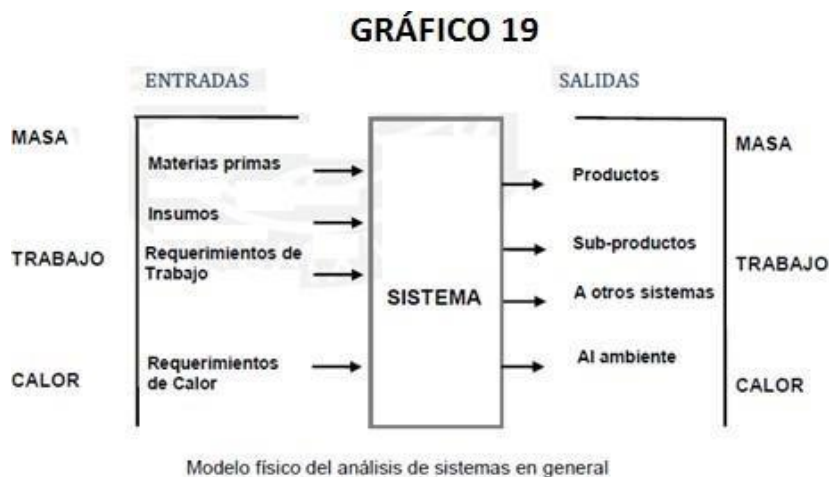 GRÁFICO 19
ENTRADAS
SALIDAS
MASA
Materias primas
Insumos
TRABAJO
Requerimientos de
Trabajo
CALOR
Requerimientos
de Calor
SISTEMA
Productos
Sub-productos
A otros sistemas
Al ambiente
MASA
TRABAJO
CALOR
Modelo físico del análisis de sistemas en general